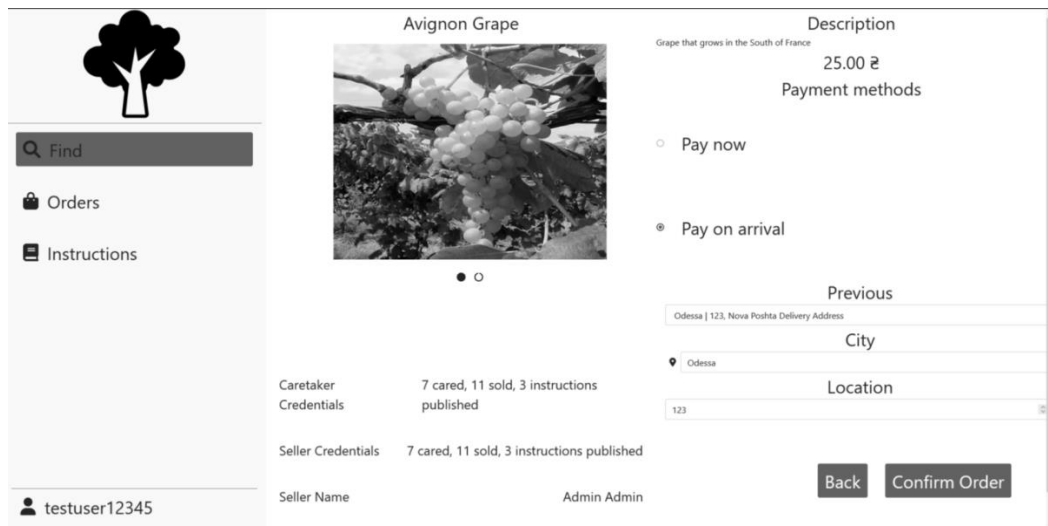 Find
Orders
Instructions
testuser12345
Avignon Grape
Caretaker Credentials
7 cared, 11 sold, 3 instructions published
Seller Credentials
7 cared, 11 sold, 3 instructions published
Seller Name
Admin Admin
Description
Grape that grows in the South of France
25.00 ₴
Payment methods
Pay now
Pay on arrival
Previous
Odessa | 123, Nova Poshta Delivery Address
City
Odessa
Location
123
Back
Confirm Order